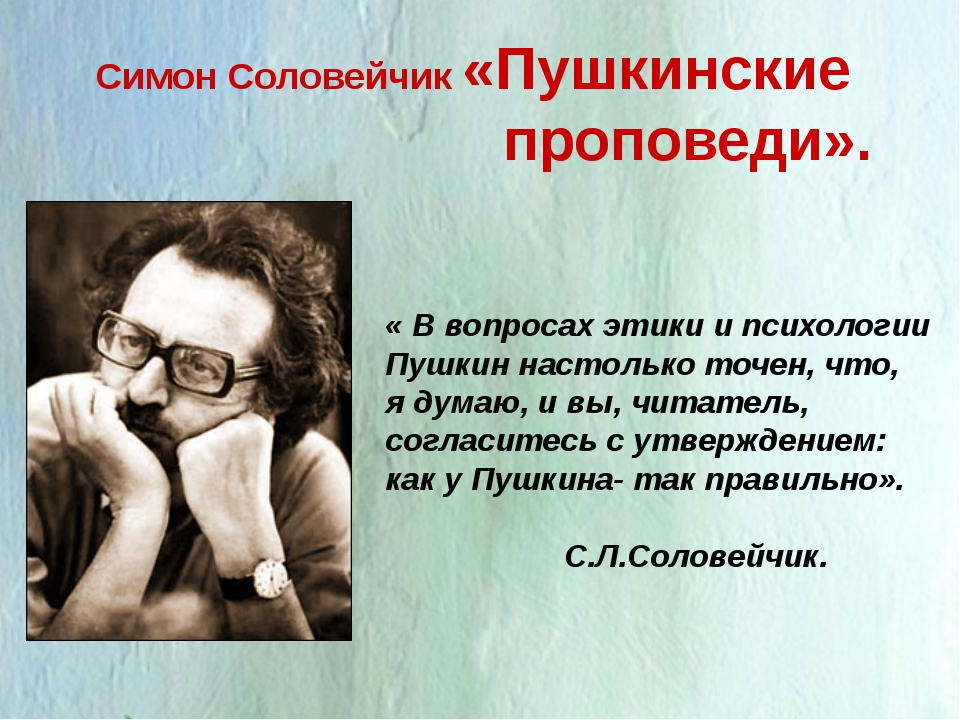 Симон Соловейчик «Пушкинские
проповеди».
« В вопросах этики и психологии
Пушкин настолько точен, что,
я думаю, и вы, читатель,
согласитесь с утверждением:
как у Пушкина- так правильно».
С.Л.Соловейчик.